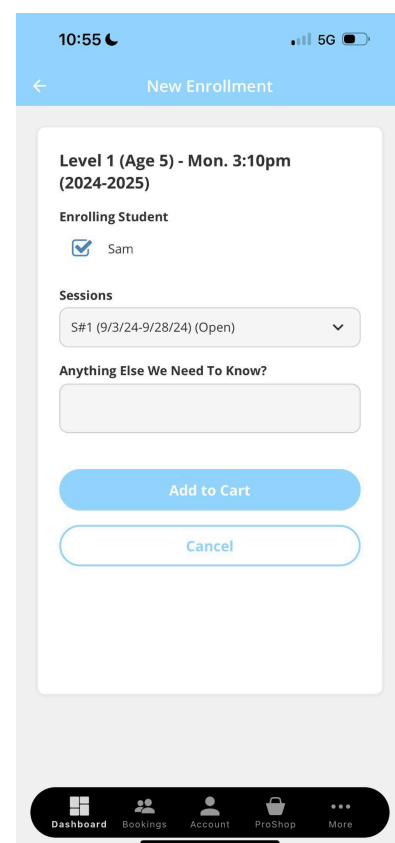 10:55
5G
New Enrollment
Level 1 (Age 5) - Mon. 3:10pm
(2024-2025)
Enrolling Student
Sam
Sessions
S#1 (9/3/24-9/28/24) (Open)
Anything Else We Need To Know?
Add to Cart
Cancel
Dashboard Bookings Account ProShop More